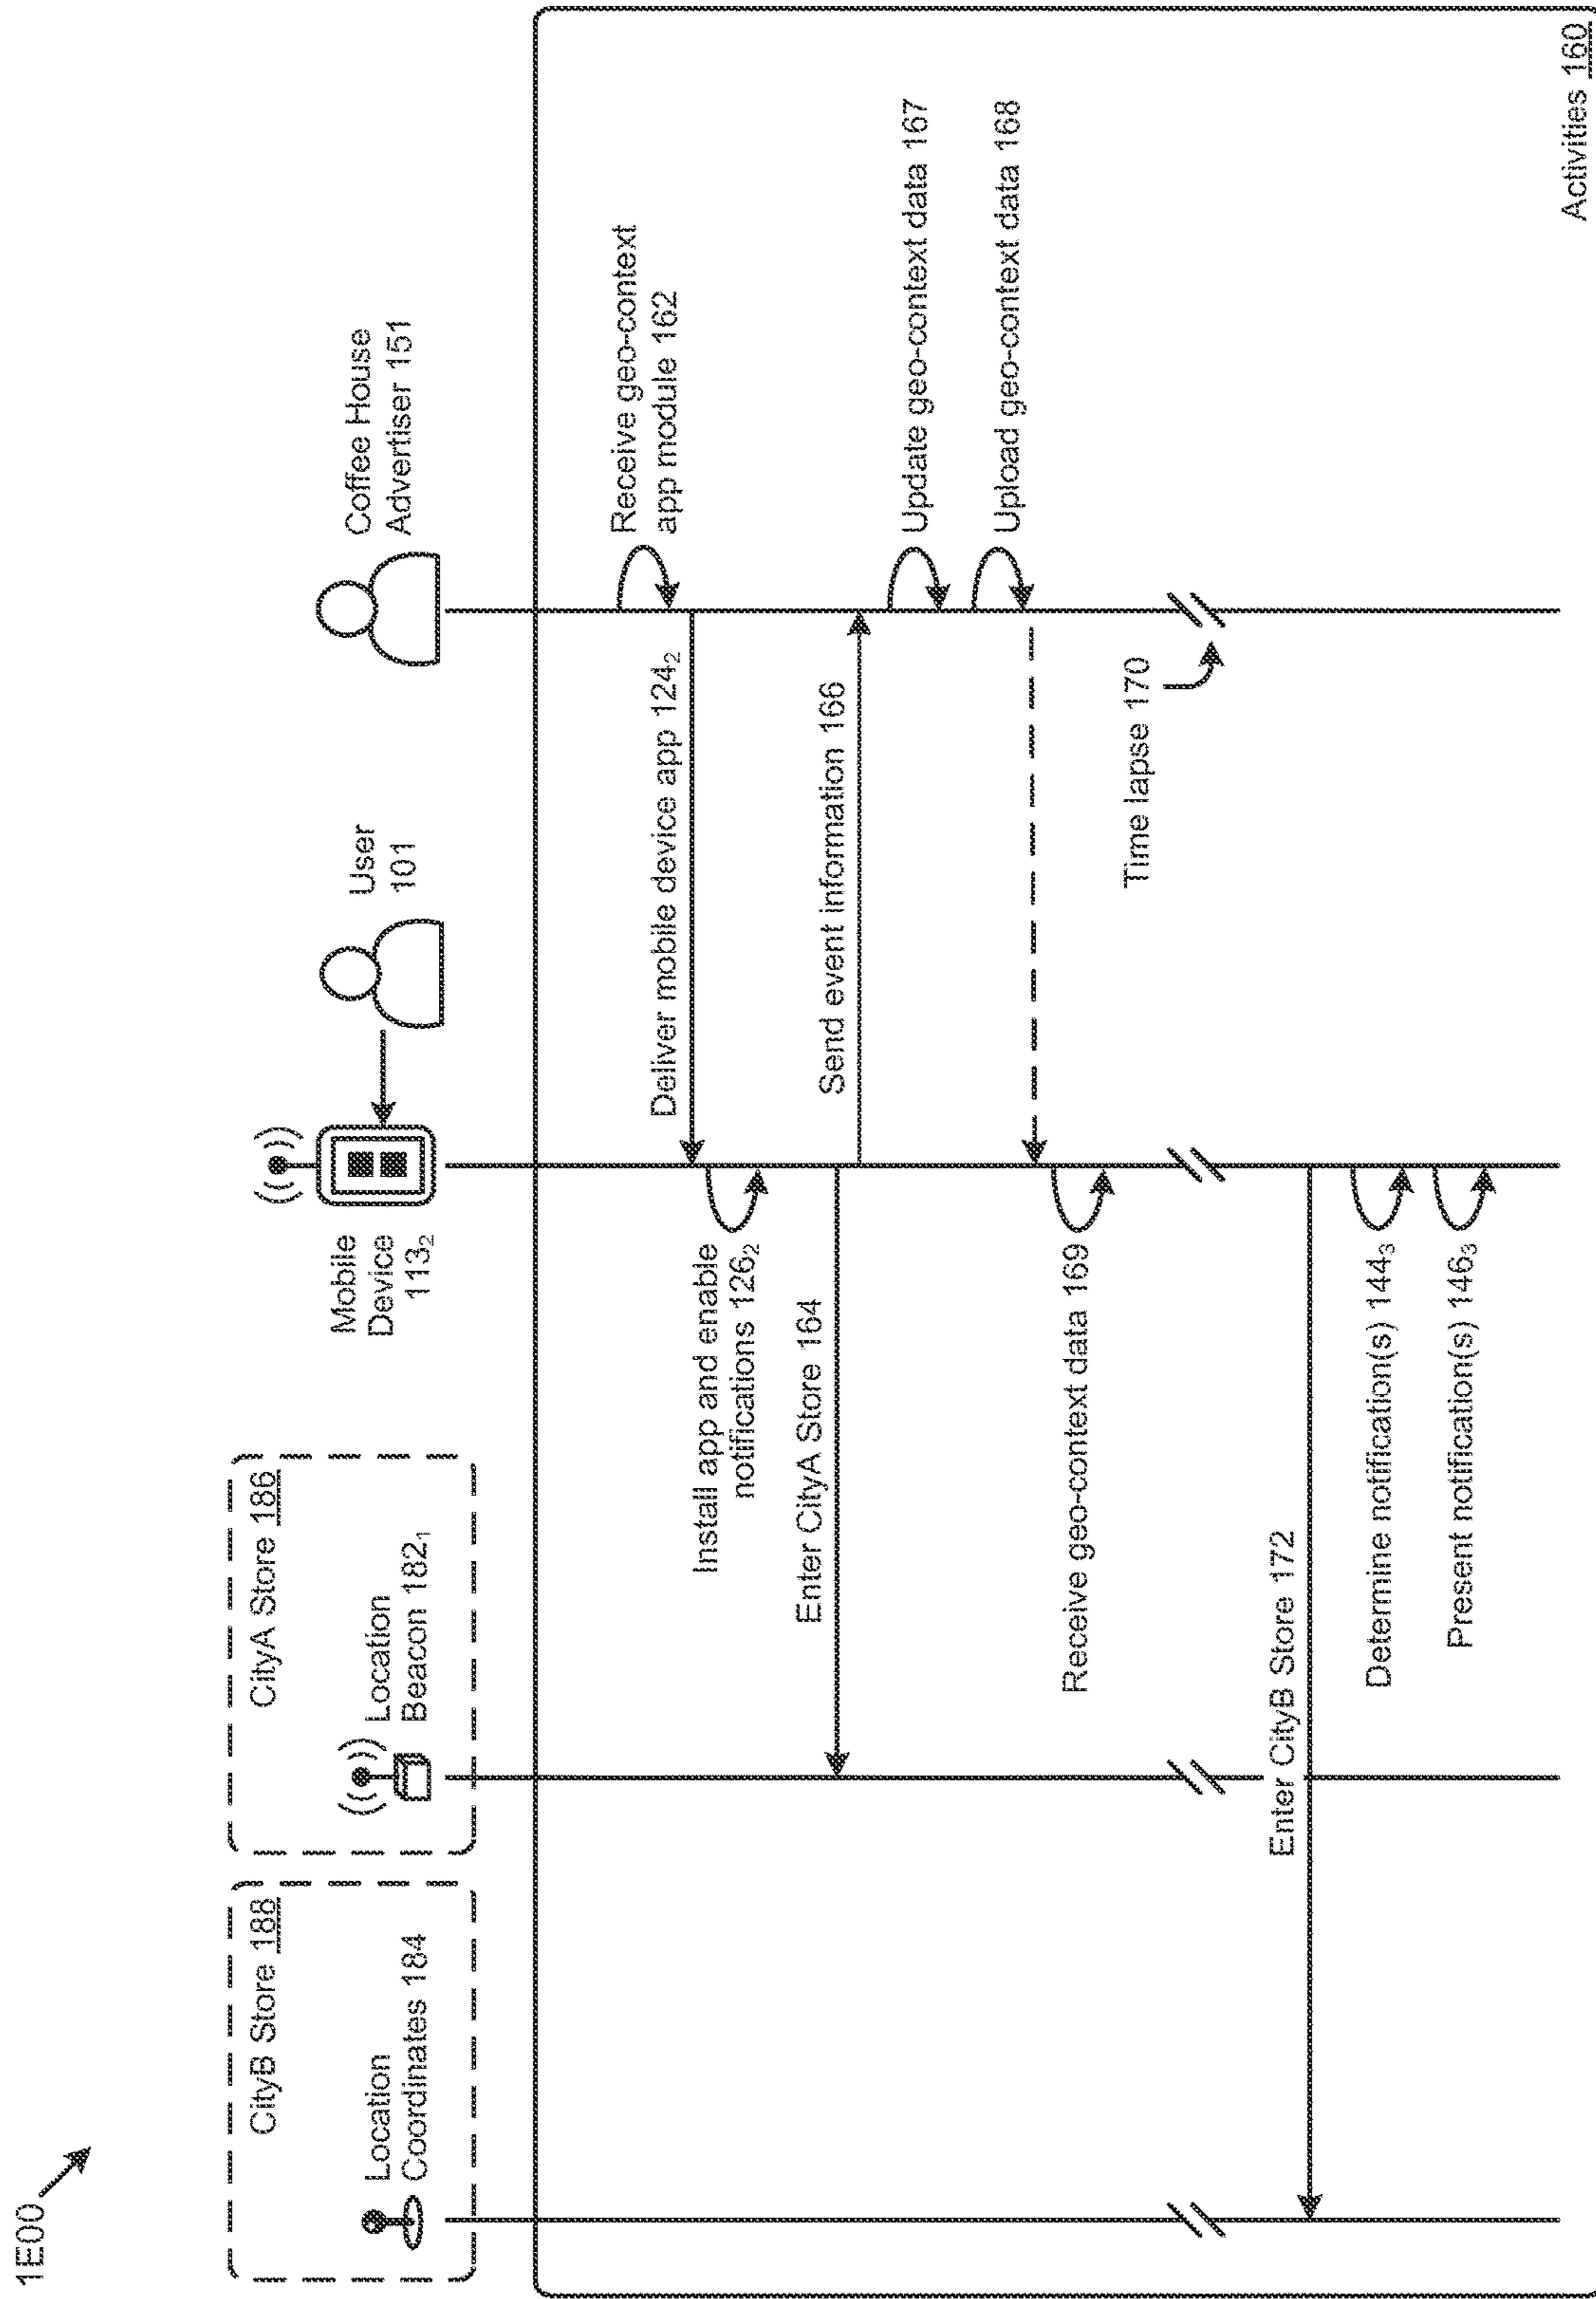 1E00
CityB Store 188
Location
Coordinates 184
CityA Store 186
Location
Beacon 182₁
Mobile
Device
113₂
User
101
Coffee House
Advertiser 151
Receive geo-context
app module 162
Deliver mobile device app 124₂
Install app and enable
notifications 126₂
Enter CityA Store 164
Send event information 166
Update geo-context data 167
Upload geo-context data 168
Receive geo-context data 169
Time lapse 170
Enter CityB Store 172
Determine notification(s) 144₃
Present notification(s) 146₃
Activities 160